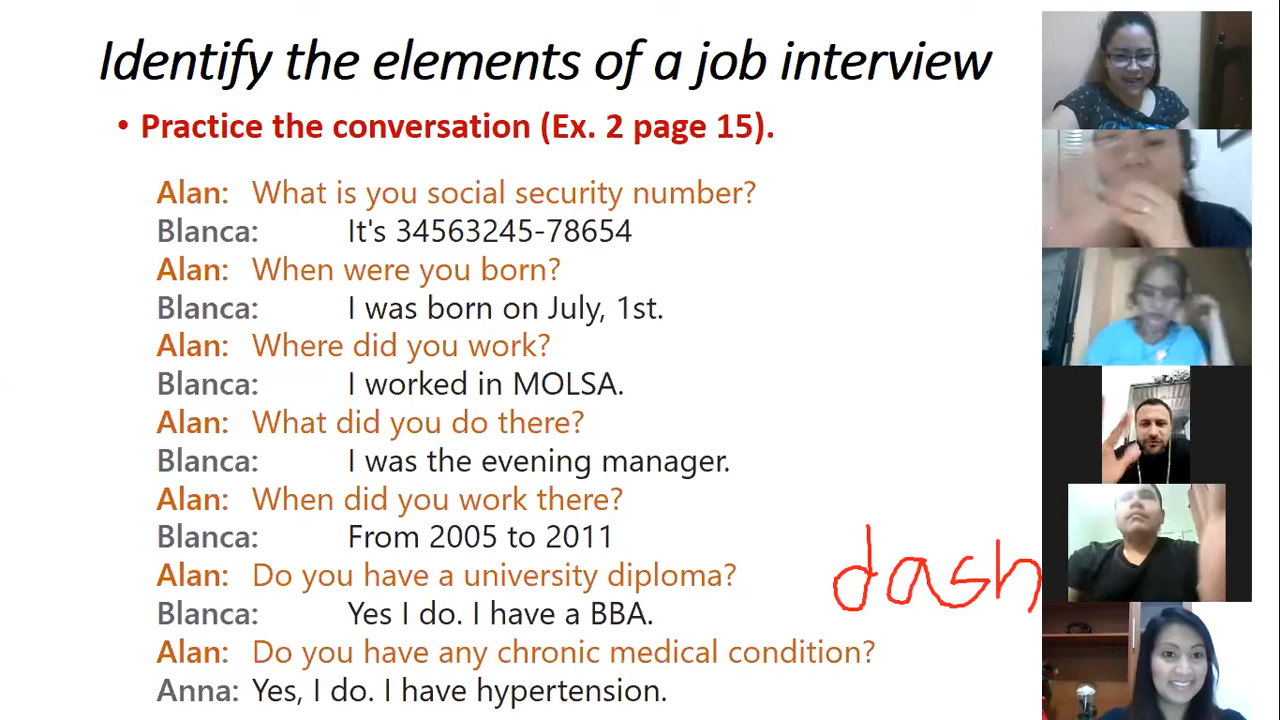 Identify the elements of a job interview
• Practice the conversation (Ex. 2 page 15).
Alan: What is you social security number?
Blanca: It's 34563245-78654
Alan: When were you born?
Blanca: I was born on July, 1st.
Alan: Where did you work?
Blanca: I worked in MOLSA.
Alan: What did you do there?
Blanca: I was the evening manager.
Alan: When did you work there?
Blanca: From 2005 to 2011
Alan: Do you have a university diploma?
Blanca: Yes I do. I have a BBA.
Alan: Do you have any chronic medical condition?
Anna: Yes, I do. I have hypertension.
dash